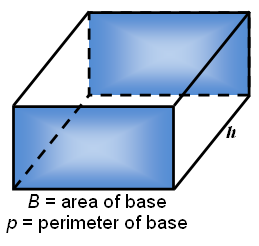 h
B = area of base
p = perimeter of base